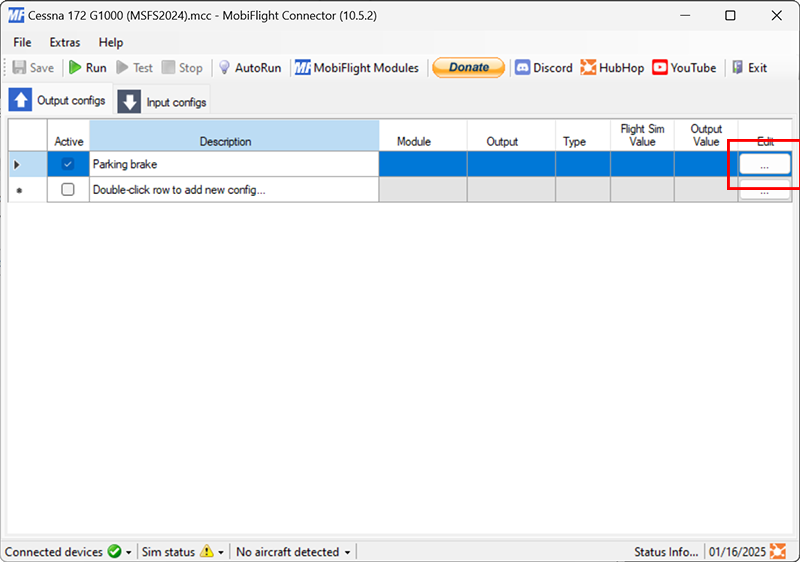 MF Cessna 172 G1000 (MSFS2024).mcc - MobiFlight Connector (10.5.2)
File Extras Help
Save Run Test Stop AutoRun MF MobiFlight Modules Donate Discord HubHop YouTube Exit
Output configs Input configs
Active Description Module Output Type Flight Sim Value Output Value Edit
Parking brake ...
Double-click row to add new config... ...
Connected devices Sim status No aircraft detected Status Info... 01/16/2025